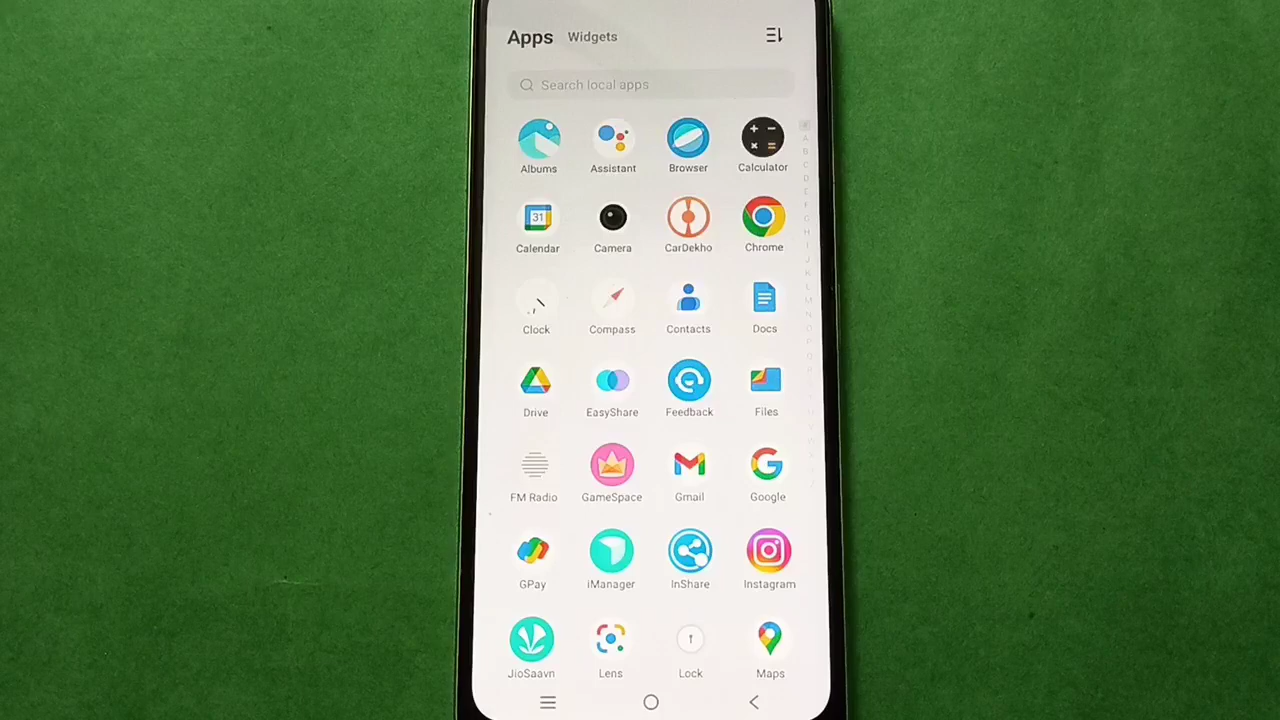 Apps Widgets
Search local apps
Albums Assistant Browser Calculator
31
Calendar Camera CarDekho Chrome
Clock Compass Contacts Docs
Drive EasyShare Feedback Files
FM Radio GameSpace Gmail Google
GPay iManager InShare Instagram
JioSaavn Lens Lock Maps